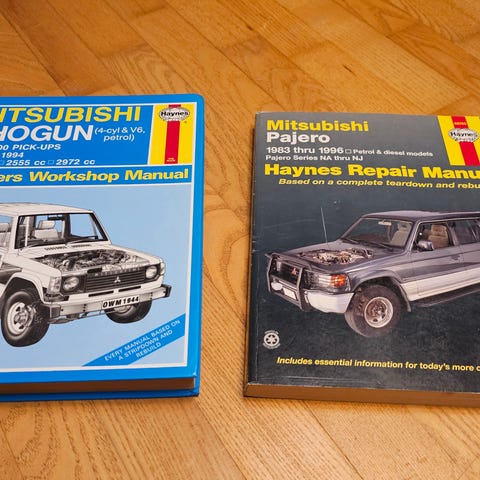 ITSUBISHI
HOGUN (4-cyl & V6, petrol)
00 PICK-UPS
1994
2555 cc 2972 cc
ers Workshop Manual
Haynes
OWM 1944
EVERY MANUAL BASED ON
A STRIPDOWN AND
REBUILD
Mitsubishi
Pajero
1983 thru 1996 Petrol & diesel models
Pajero Series NA thru NJ
Haynes Repair Manu
Based on a complete teardown and rebu
Haynes
Includes essential information for today's more